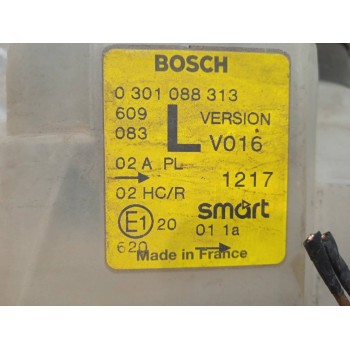 BOSCH
0 301 088 313
609
083
L
VERSION
V016
02 A PL
02 HC/R
1217
E1 20
620
smart
01 1a
Made in France